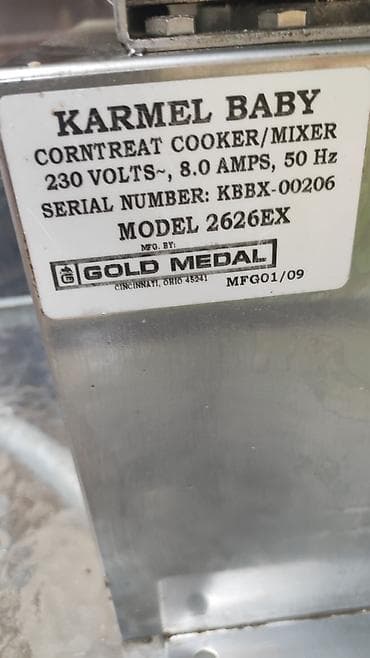 KARMEL BABY
CORNTREAT COOKER/MIXER
230 VOLTS~, 8.0 AMPS, 50 Hz
SERIAL NUMBER: KBBX-00206
MODEL 2626EX
MFG. BY:
G GOLD MEDAL
CINCINNATI, OHIO 45241 MFG01/09